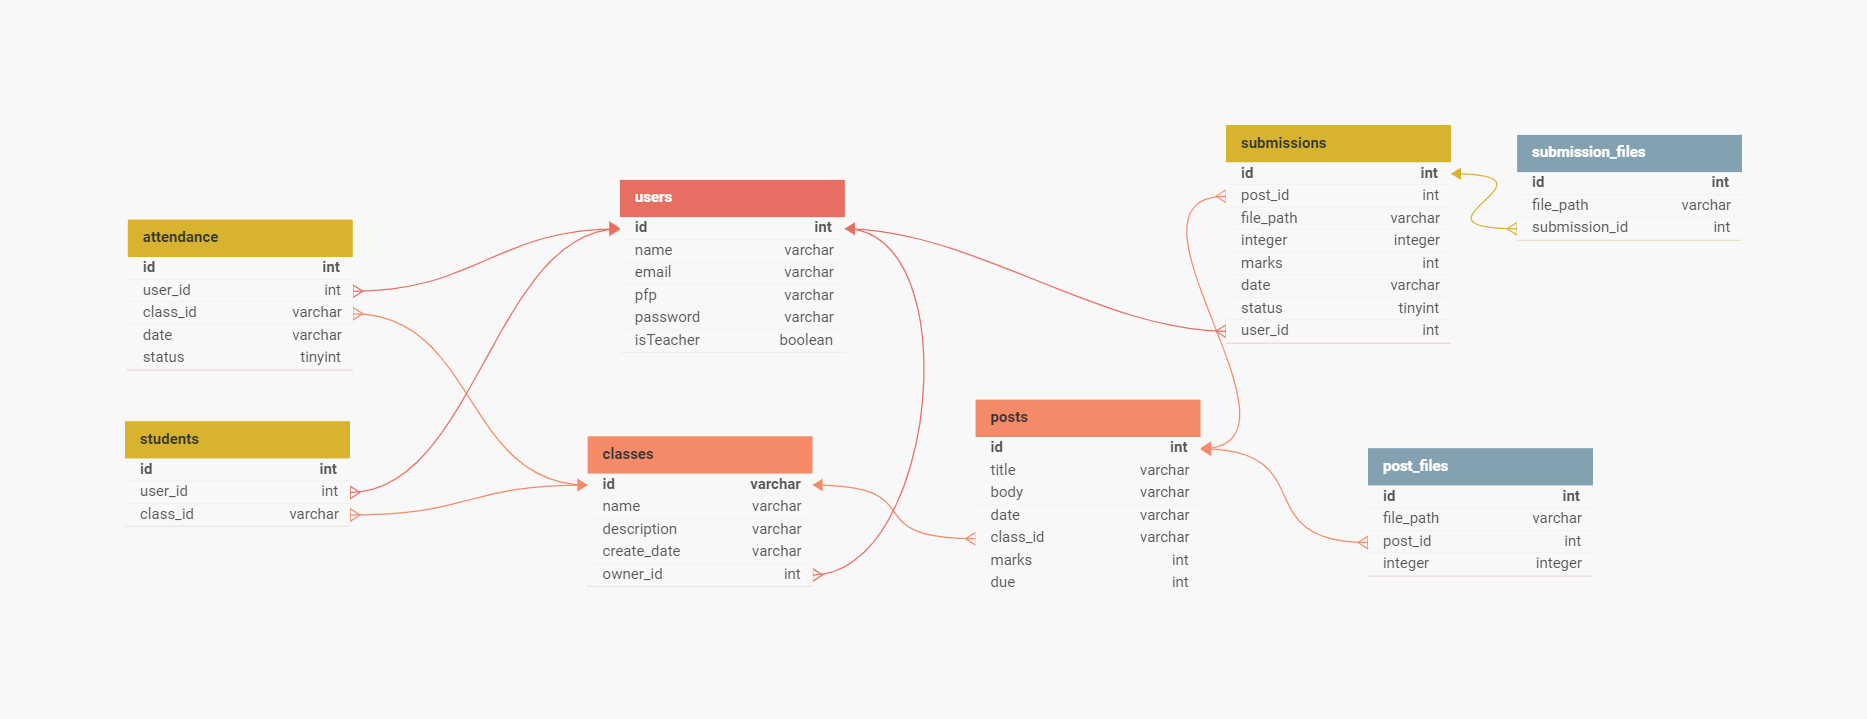 attendance
id int
user_id int
class_id varchar
date varchar
status tinyint
students
id int
user_id int
class_id varchar
users
id int
name varchar
email varchar
pfp varchar
password varchar
isTeacher boolean
classes
id varchar
name varchar
description varchar
create_date varchar
owner_id int
posts
id int
title varchar
body varchar
date varchar
class_id varchar
marks int
due int
submissions
id int
post_id int
file_path varchar
integer integer
marks int
date varchar
status tinyint
user_id int
submission_files
id int
file_path varchar
submission_id int
post_files
id int
file_path varchar
post_id int
integer integer